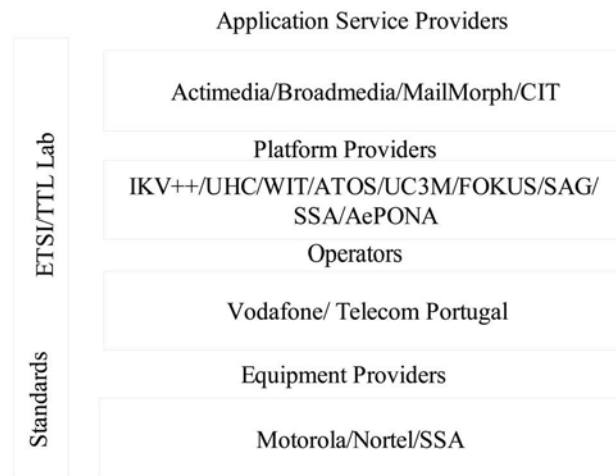 Application Service Providers
Actimedia/Broadmedia/MailMorph/CIT
Platform Providers
IKV++/UHC/WIT/ATOS/UC3M/FOKUS/SAG/
SSA/AePONA
Operators
Vodafone/ Telecom Portugal
Equipment Providers
Motorola/Nortel/SSA
Standards
ETSI/TTL Lab